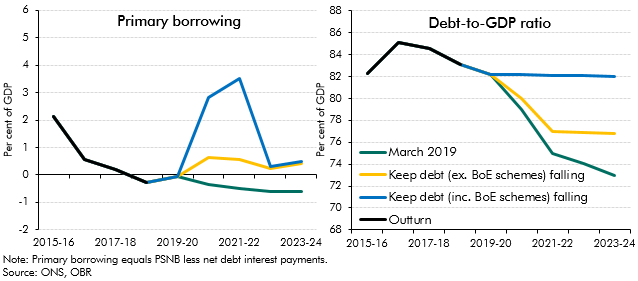 Primary borrowing
Per cent of GDP
4
3
2
1
0
-1
-2
2015-16
2017-18
2019-20
2021-22
2023-24
Debt-to-GDP ratio
Per cent of GDP
88
86
84
82
80
78
76
74
72
70
68
March 2019
Keep debt (ex. BoE schemes) falling
Keep debt (inc. BoE schemes) falling
Outturn
2015-16
2017-18
2019-20
2021-22
2023-24
Note: Primary borrowing equals PSNB less net debt interest payments.
Source: ONS, OBR